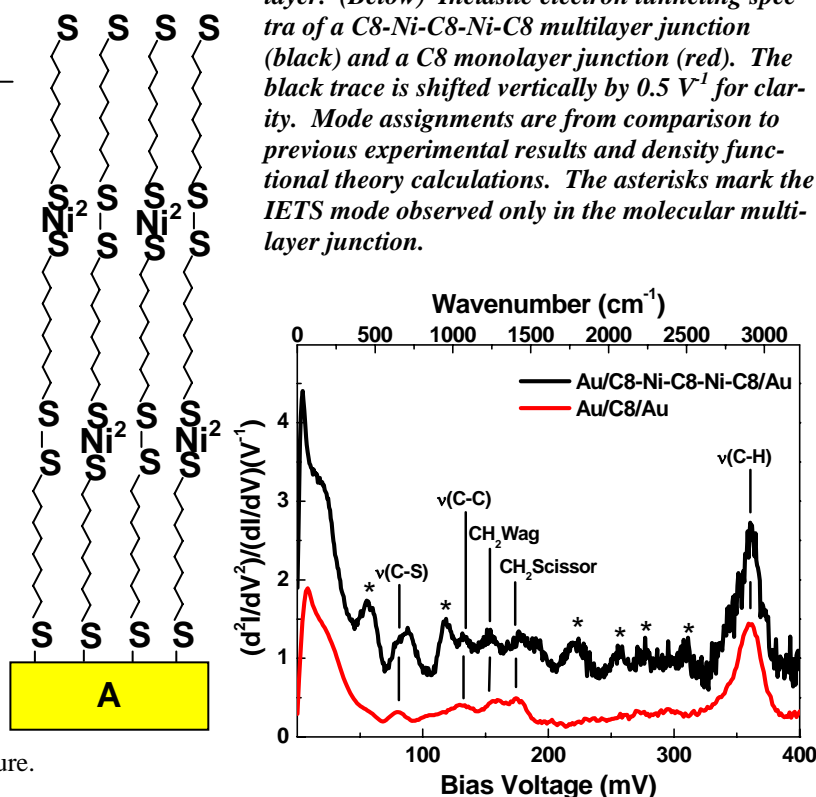 layer. (Below) Inelastic electron tunneling spec-
tra of a C8-Ni-C8-Ni-C8 multilayer junction
(black) and a C8 monolayer junction (red). The
black trace is shifted vertically by 0.5 V⁻¹ for clar-
ity. Mode assignments are from comparison to
previous experimental results and density func-
tional theory calculations. The asterisks mark the
IETS mode observed only in the molecular multi-
layer junction.
S S S S
S S S S
Ni² Ni²
S S S S
S S S S
Ni² Ni²
S S S S
S S S S
A
ure.
Wavenumber (cm⁻¹)
0 500 1000 1500 2000 2500 3000
Au/C8-Ni-C8-Ni-C8/Au
Au/C8/Au
ν(C-H)
ν(C-C)
CH₂Wag
ν(C-S)
CH₂Scissor
* * * * * *
(d²I/dV²)/(dI/dV)(V⁻¹)
4
3
2
1
0
100 200 300 400
Bias Voltage (mV)